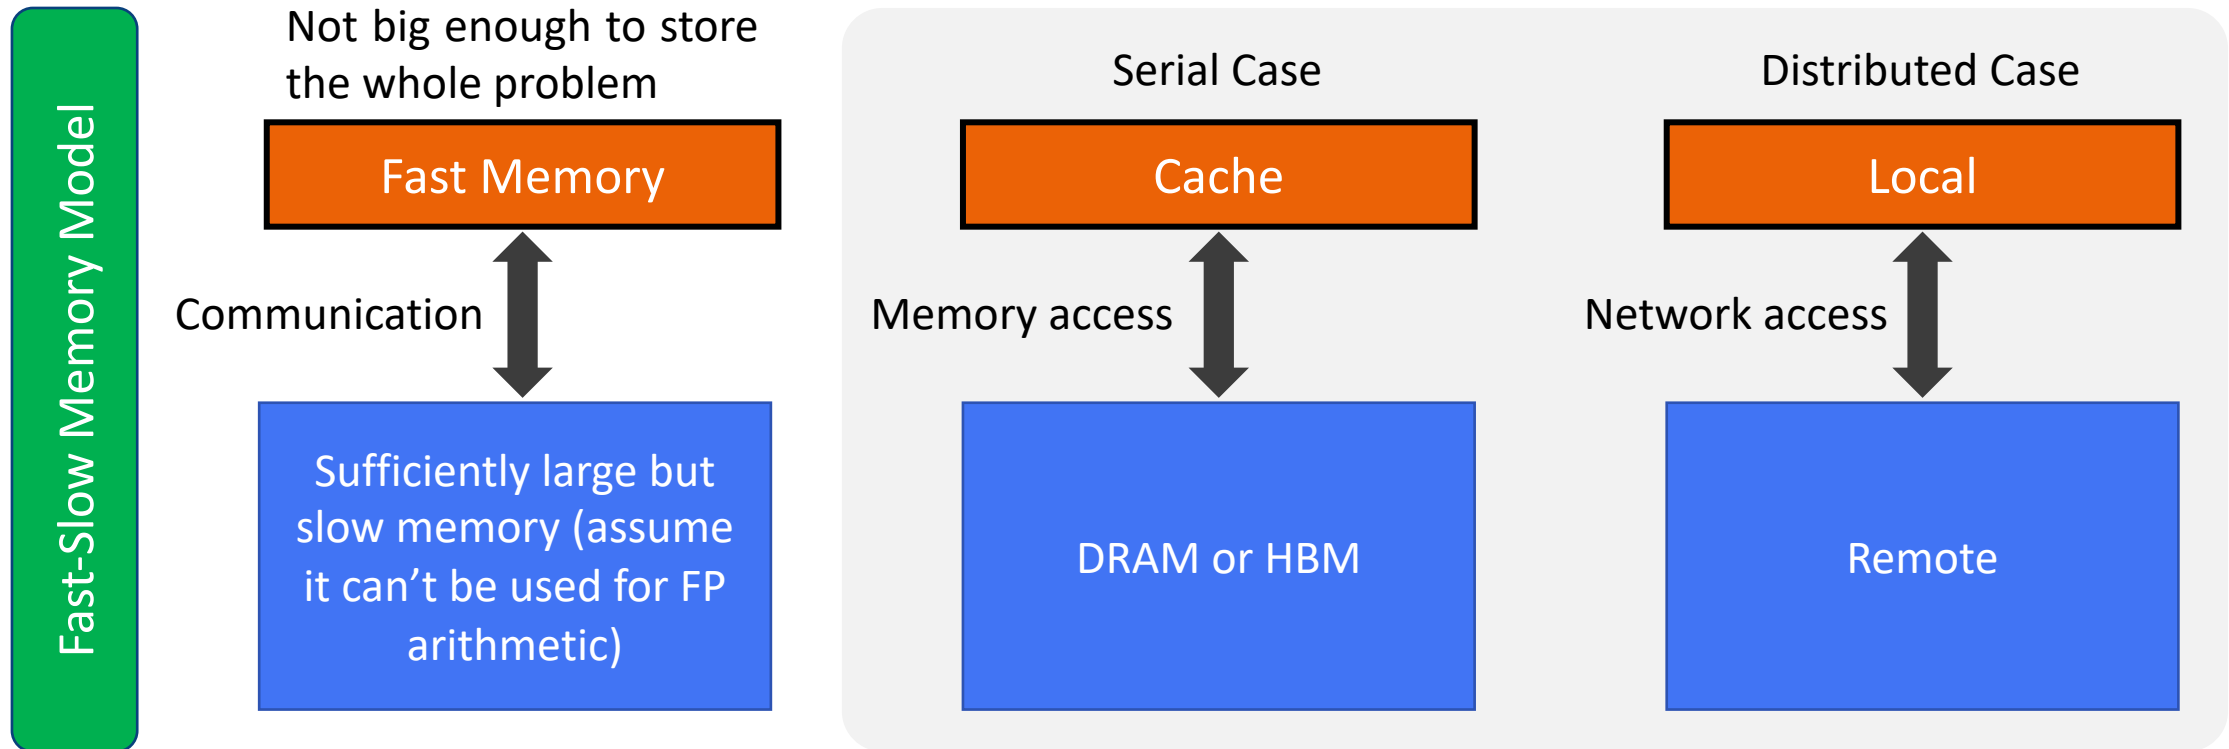 Fast-Slow Memory Model
Not big enough to store
the whole problem
Fast Memory
Communication
Sufficiently large but
slow memory (assume
it can’t be used for FP
arithmetic)
Serial Case
Cache
Memory access
DRAM or HBM
Distributed Case
Local
Network access
Remote